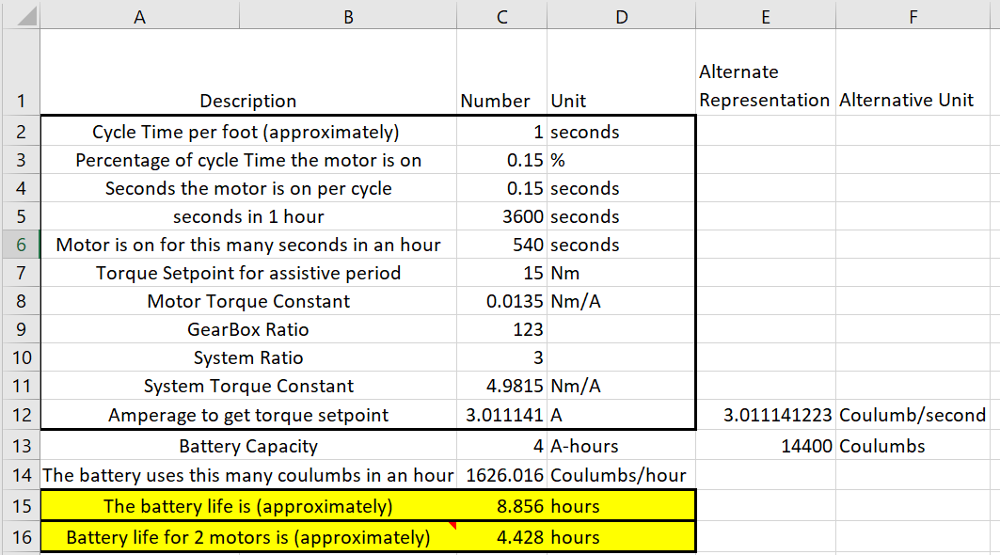 A B C D E F
Alternate
1 Description Number Unit Representation Alternative Unit
2 Cycle Time per foot (approximately) 1 seconds
3 Percentage of cycle Time the motor is on 0.15 %
4 Seconds the motor is on per cycle 0.15 seconds
5 seconds in 1 hour 3600 seconds
6 Motor is on for this many seconds in an hour 540 seconds
7 Torque Setpoint for assistive period 15 Nm
8 Motor Torque Constant 0.0135 Nm/A
9 GearBox Ratio 123
10 System Ratio 3
11 System Torque Constant 4.9815 Nm/A
12 Amperage to get torque setpoint 3.011141 A 3.011141223 Coulumb/second
13 Battery Capacity 4 A-hours 14400 Coulumbs
14 The battery uses this many coulumbs in an hour 1626.016 Coulumbs/hour
15 The battery life is (approximately) 8.856 hours
16 Battery life for 2 motors is (approximately) 4.428 hours